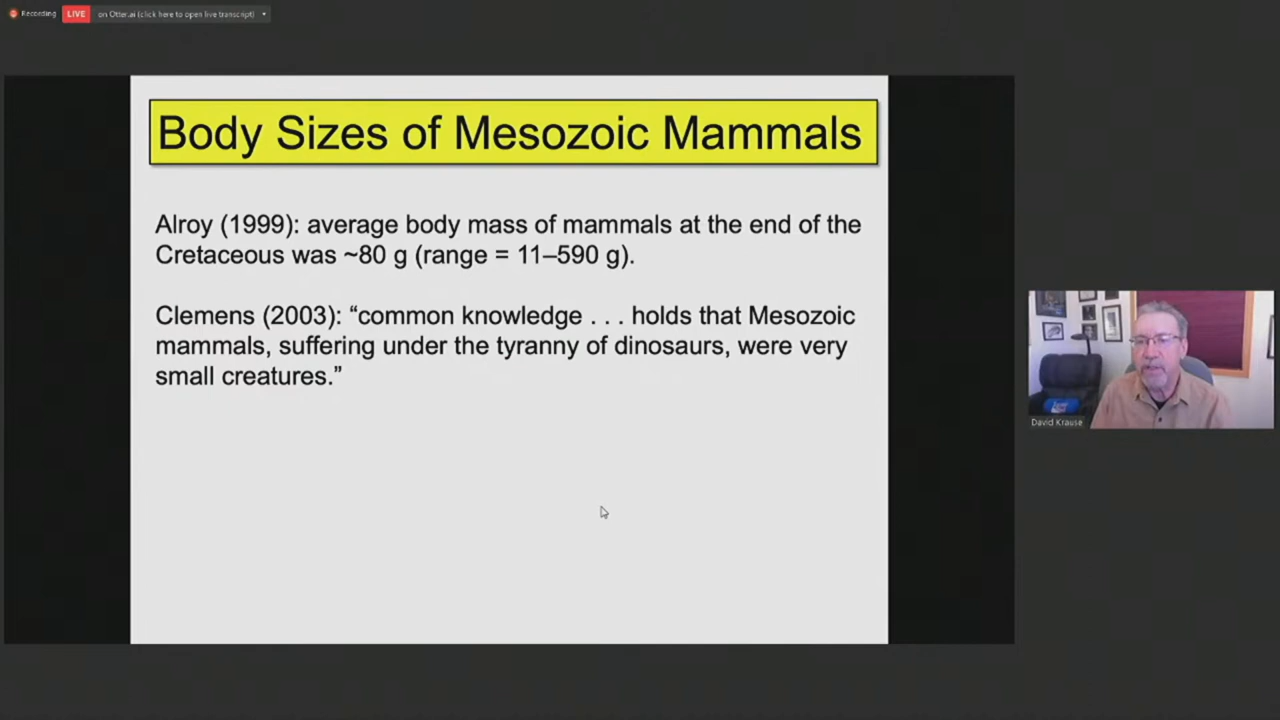 Recording LIVE on Otter.ai (click here to open live transcript)
Body Sizes of Mesozoic Mammals
Alroy (1999): average body mass of mammals at the end of the
Cretaceous was ~80 g (range = 11–590 g).
Clemens (2003): “common knowledge . . . holds that Mesozoic
mammals, suffering under the tyranny of dinosaurs, were very
small creatures.”
David Krause